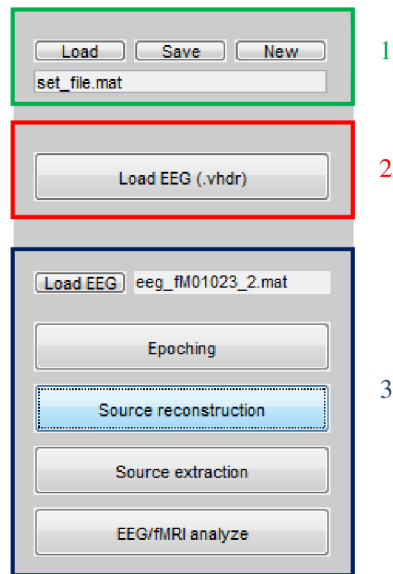 Load Save New 1
set_file.mat
Load EEG (.vhdr) 2
Load EEG eeg_fM01023_2.mat
Epoching
Source reconstruction 3
Source extraction
EEG/fMRI analyze